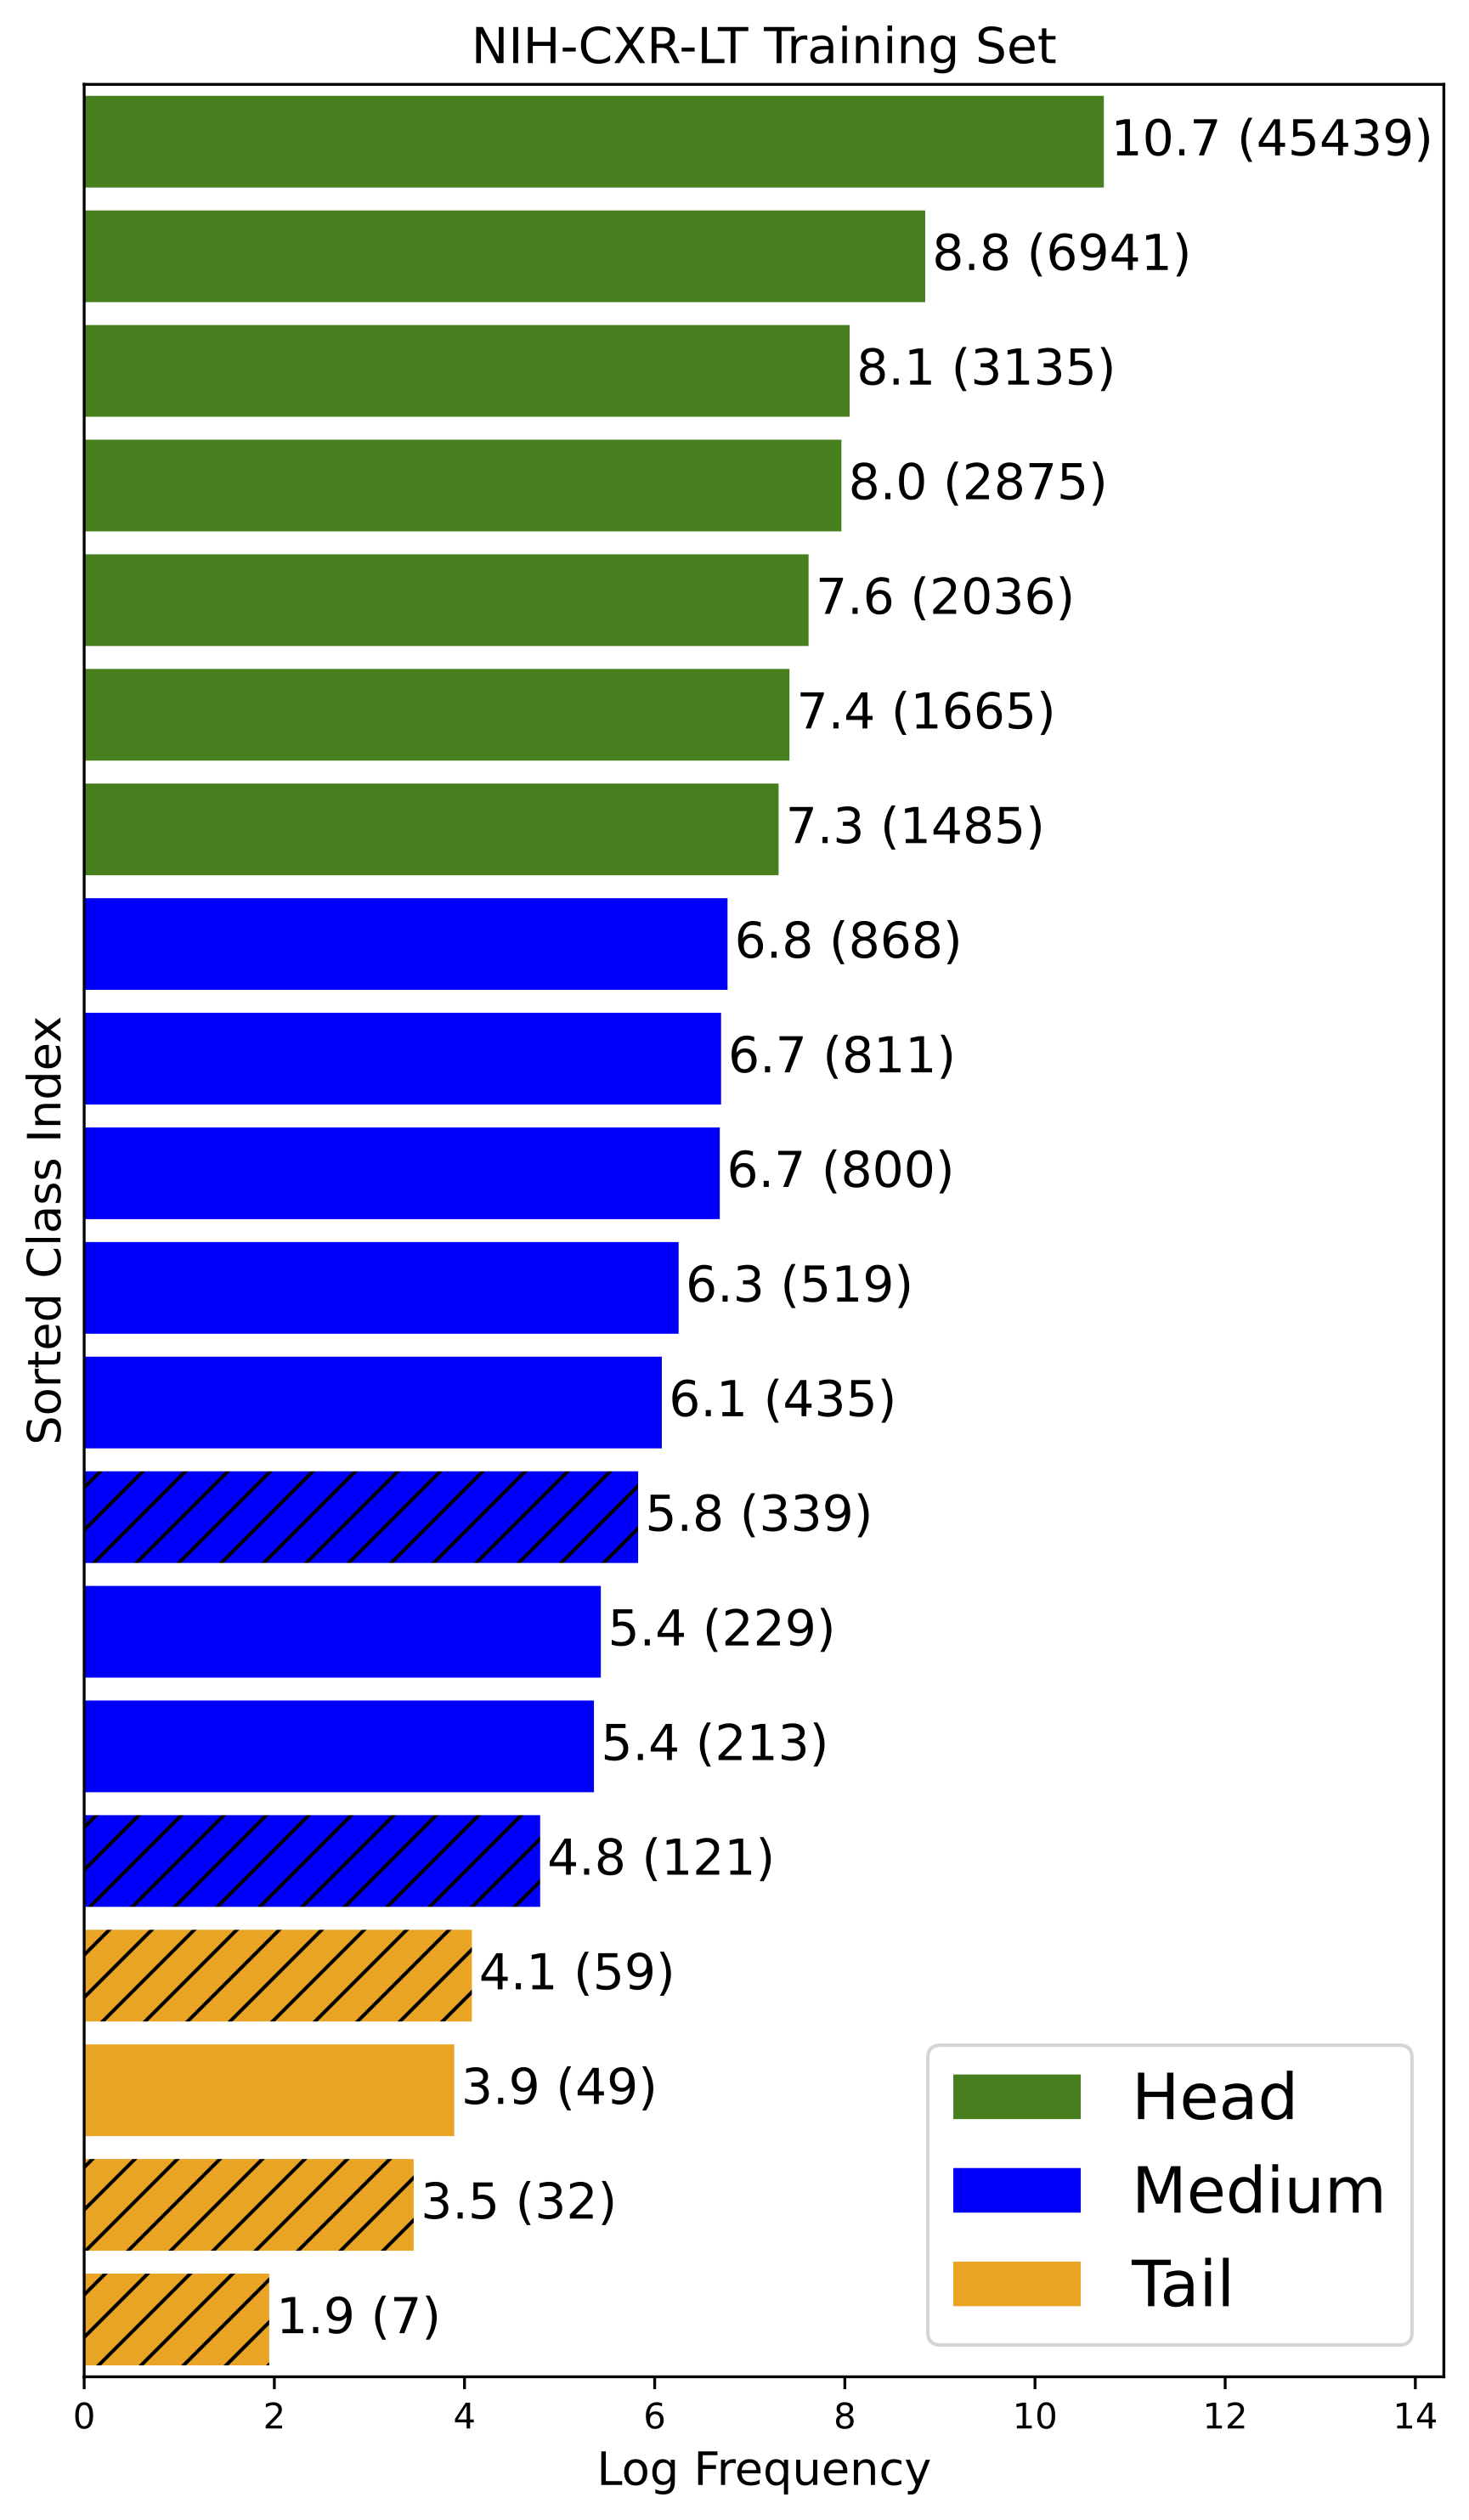 NIH-CXR-LT Training Set
10.7 (45439)
8.8 (6941)
8.1 (3135)
8.0 (2875)
7.6 (2036)
7.4 (1665)
7.3 (1485)
6.8 (868)
6.7 (811)
6.7 (800)
6.3 (519)
6.1 (435)
5.8 (339)
5.4 (229)
5.4 (213)
4.8 (121)
4.1 (59)
3.9 (49)
3.5 (32)
1.9 (7)
Sorted Class Index
Head
Medium
Tail
0 2 4 6 8 10 12 14
Log Frequency